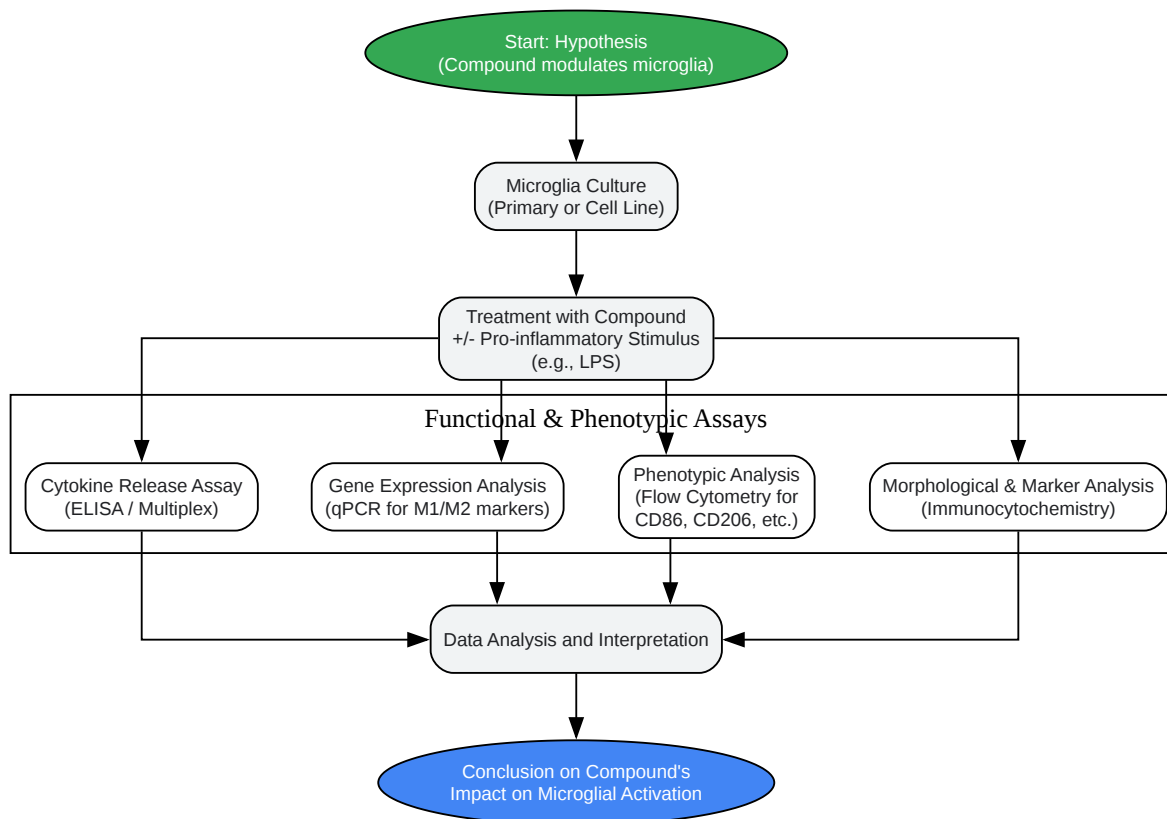 Start: Hypothesis
(Compound modulates microglia)
Microglia Culture
(Primary or Cell Line)
Treatment with Compound
+/- Pro-inflammatory Stimulus
(e.g., LPS)
Functional & Phenotypic Assays
Cytokine Release Assay
(ELISA / Multiplex)
Gene Expression Analysis
(qPCR for M1/M2 markers)
Phenotypic Analysis
(Flow Cytometry for
CD86, CD206, etc.)
Morphological & Marker Analysis
(Immunocytochemistry)
Data Analysis and Interpretation
Conclusion on Compound's
Impact on Microglial Activation